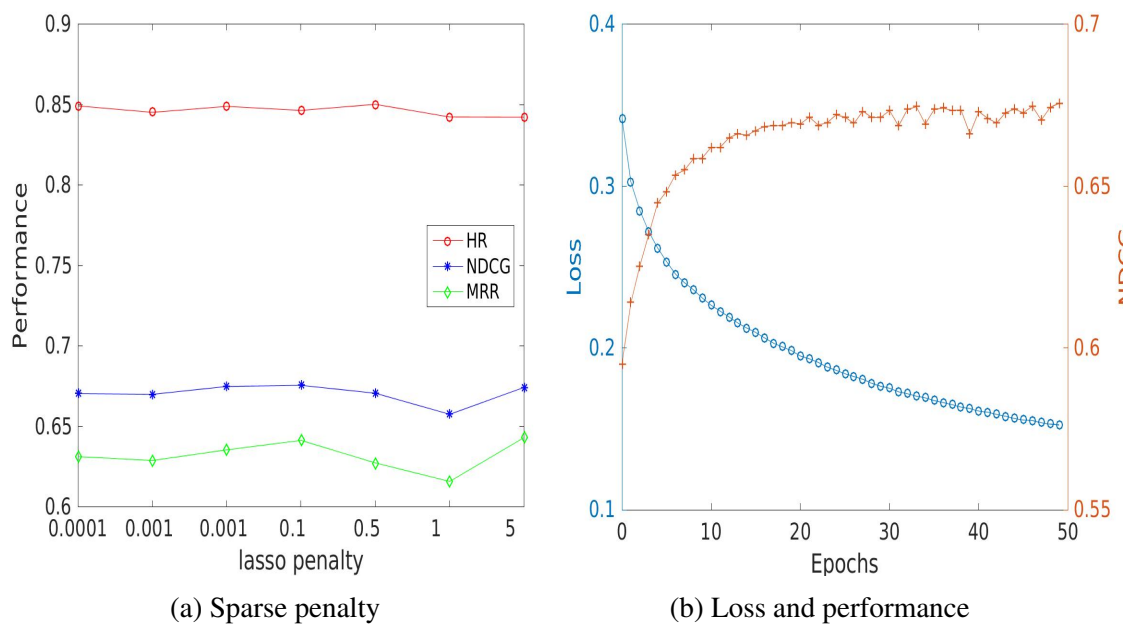 0.9
0.85
0.8
0.75
0.7
0.65
0.6
Performance
HR
NDCG
MRR
0.0001 0.001 0.001 0.1 0.5 1 5
lasso penalty
(a) Sparse penalty
0.4
0.3
0.2
0.1
Loss
0.7
0.65
0.6
0.55
NDCG
0 10 20 30 40 50
Epochs
(b) Loss and performance